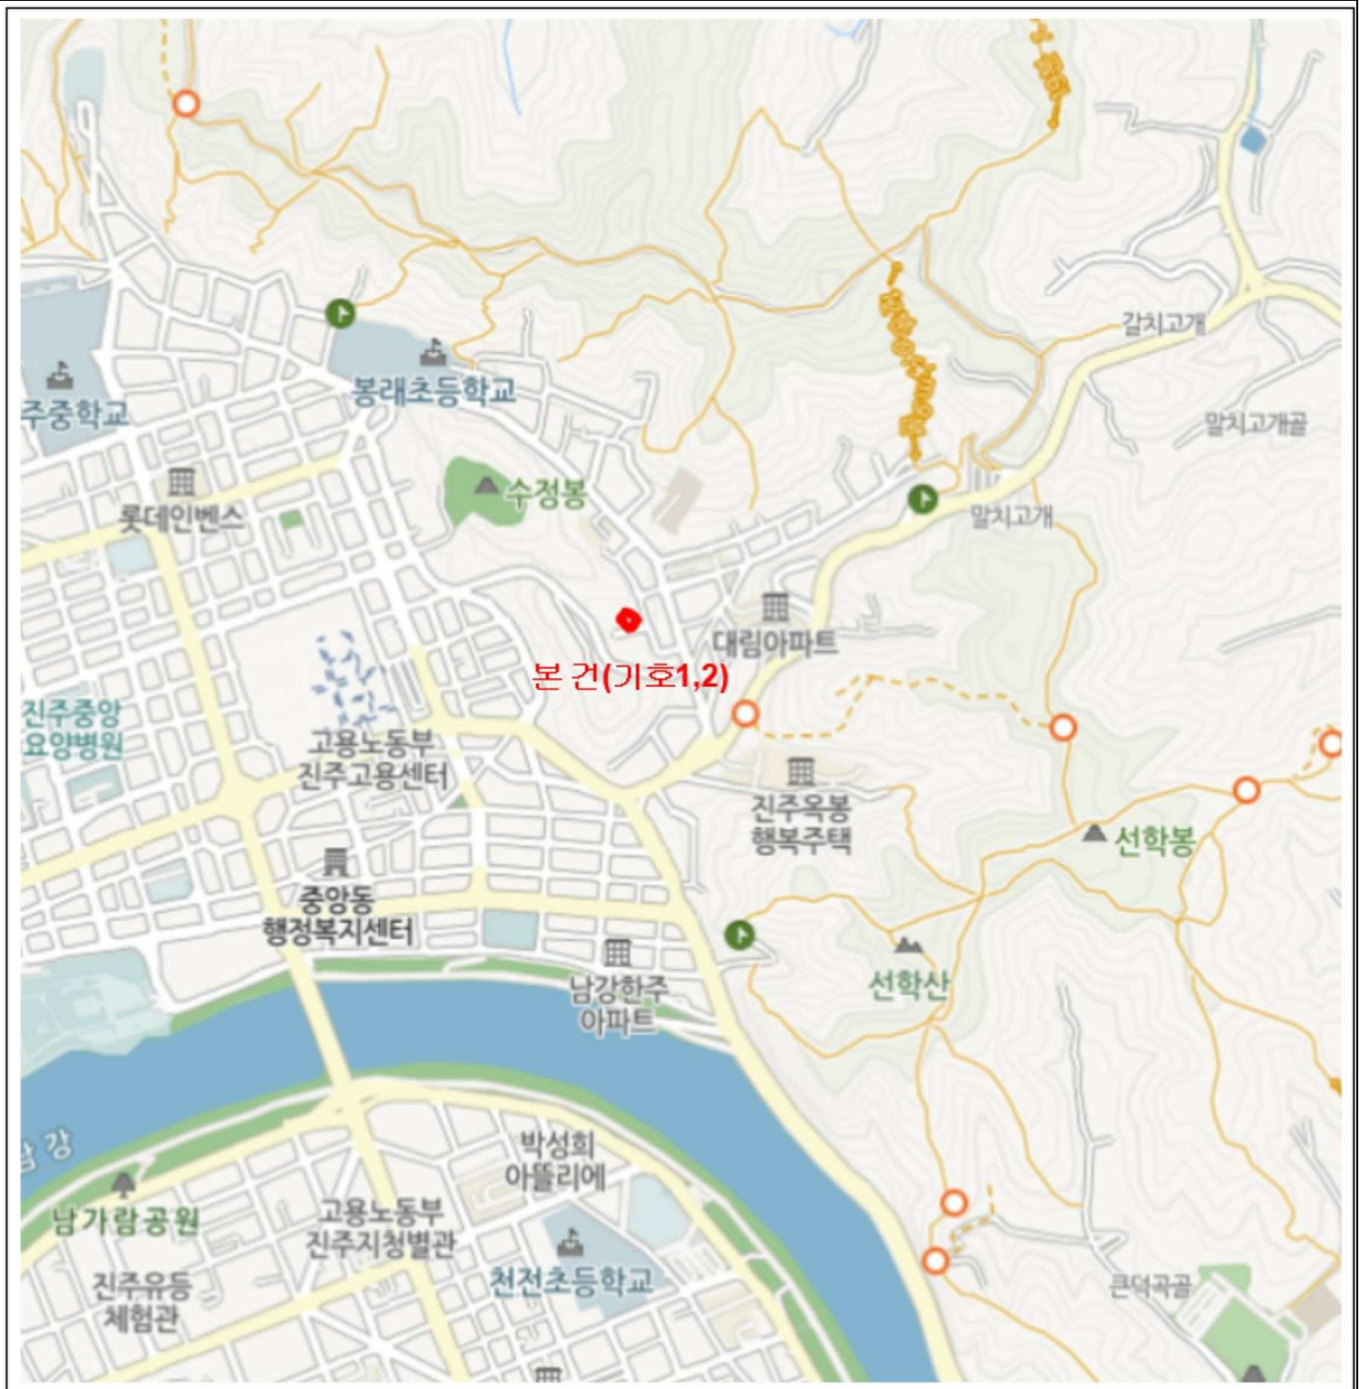 갈치고개
봉래초등학교
주중학교
말치고개골
수정봉
롯데인벤스
말치고개
대림아파트
본 건(기호1,2)
진주중앙
요양병원
고용노동부
진주고용센터
진주옥봉
행복주택
선학봉
중앙동
행정복지센터
선학산
남강한주
아파트
남강
박성희
아뜰리에
남가람공원
고용노동부
진주지청별관
천전초등학교
진주유등
체험관
큰덕곡골